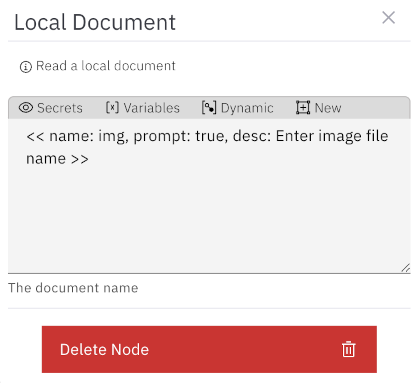 Local Document
Read a local document
Secrets Variables Dynamic New
<< name: img, prompt: true, desc: Enter image file
name >>
The document name
Delete Node